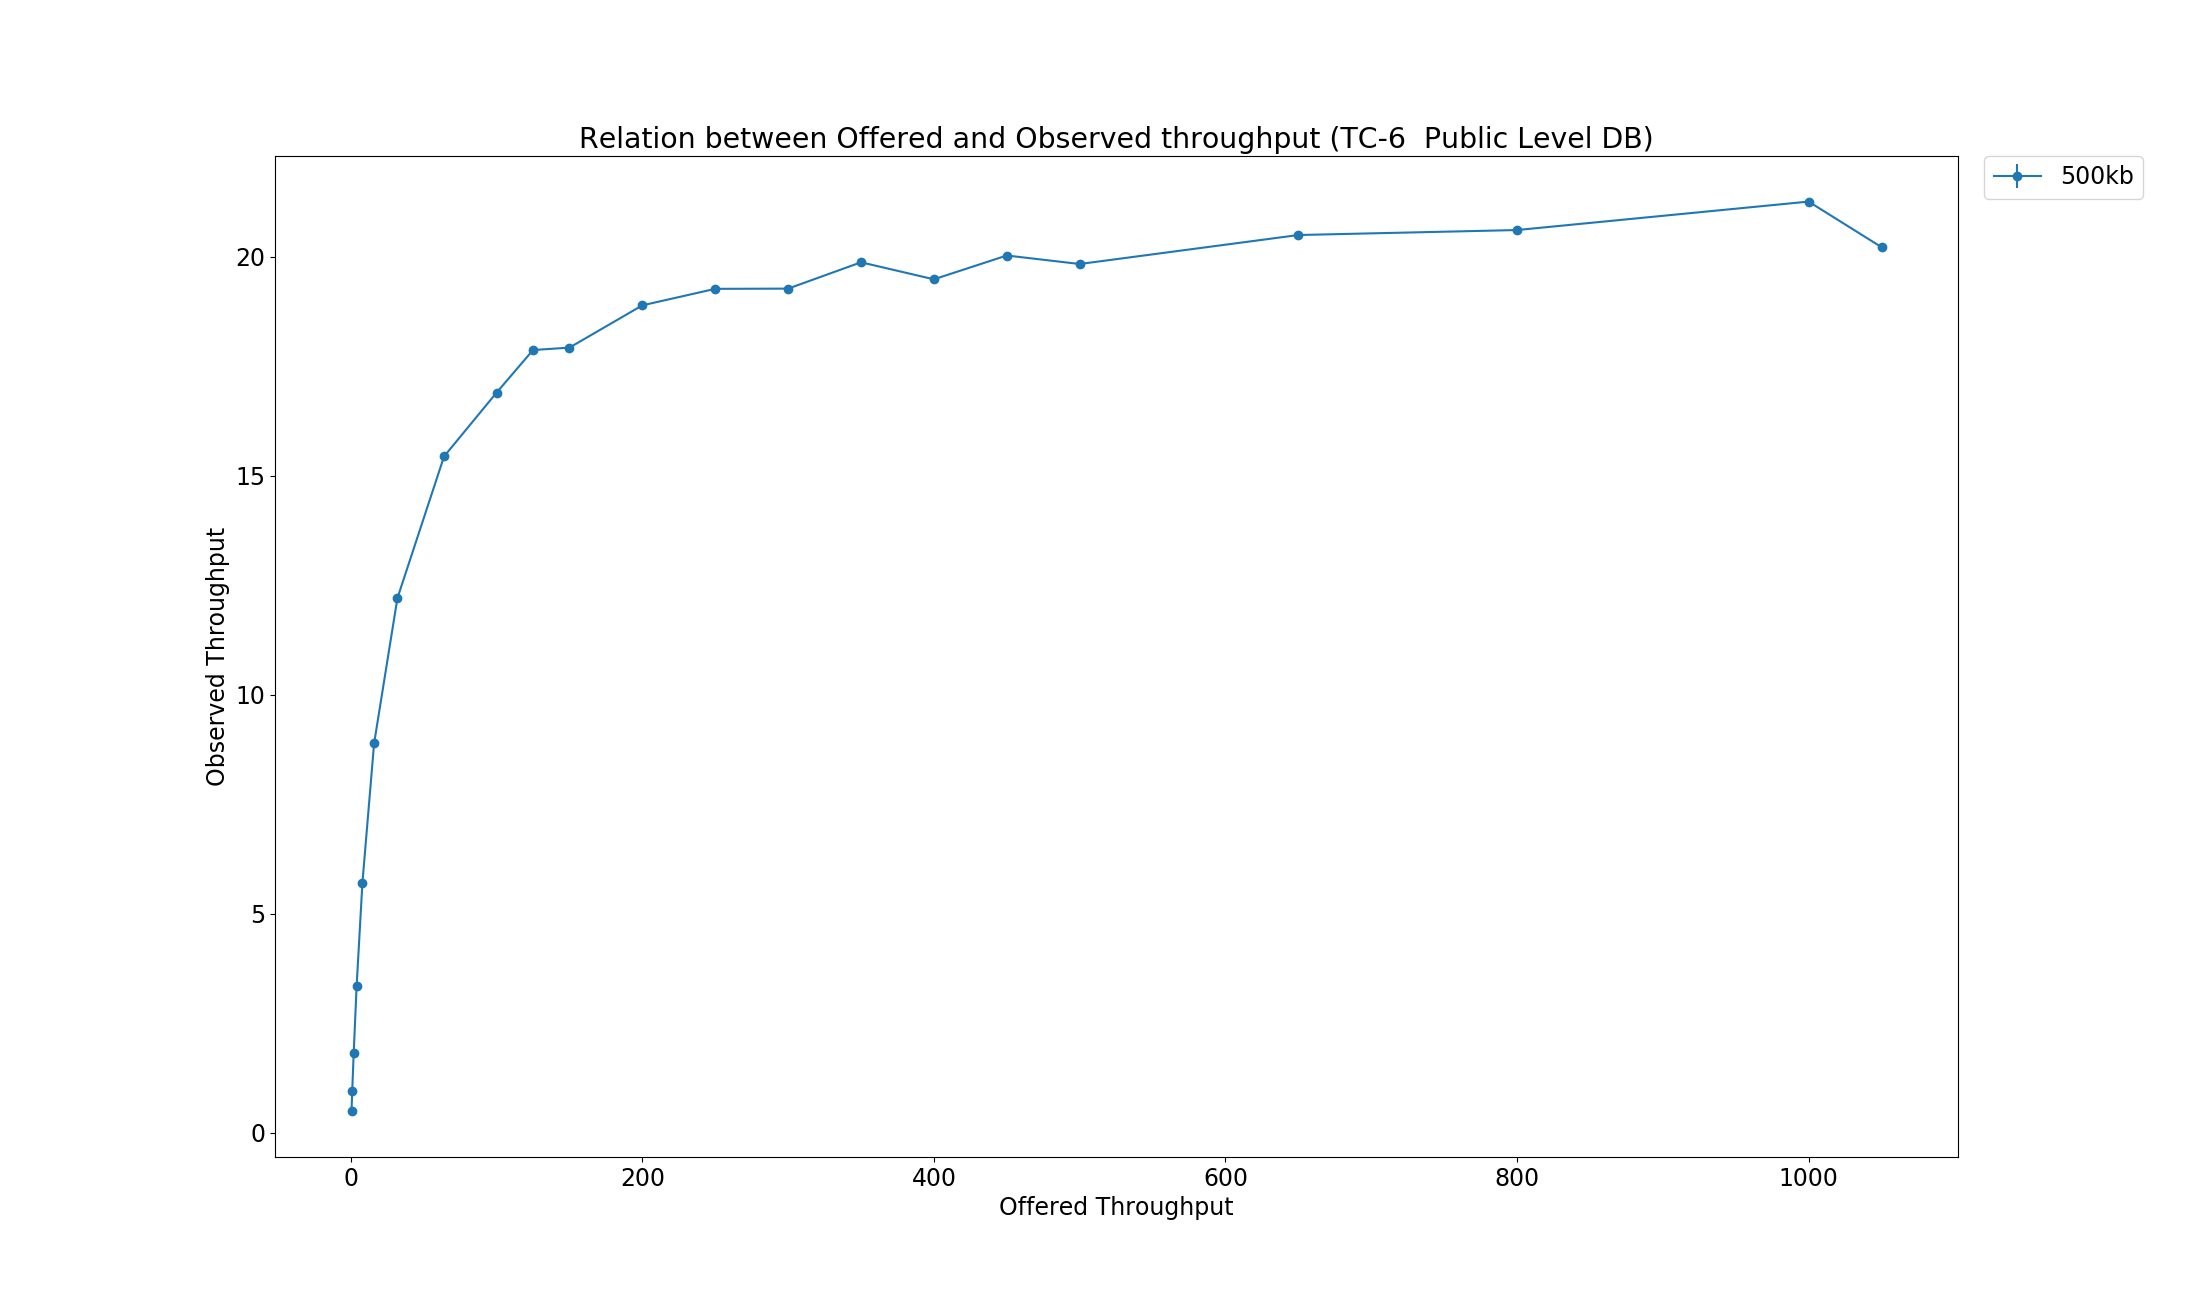 Relation between Offered and Observed throughput (TC-6  Public Level DB)
500kb
20
15
10
5
0
Observed Throughput
0 200 400 600 800 1000
Offered Throughput